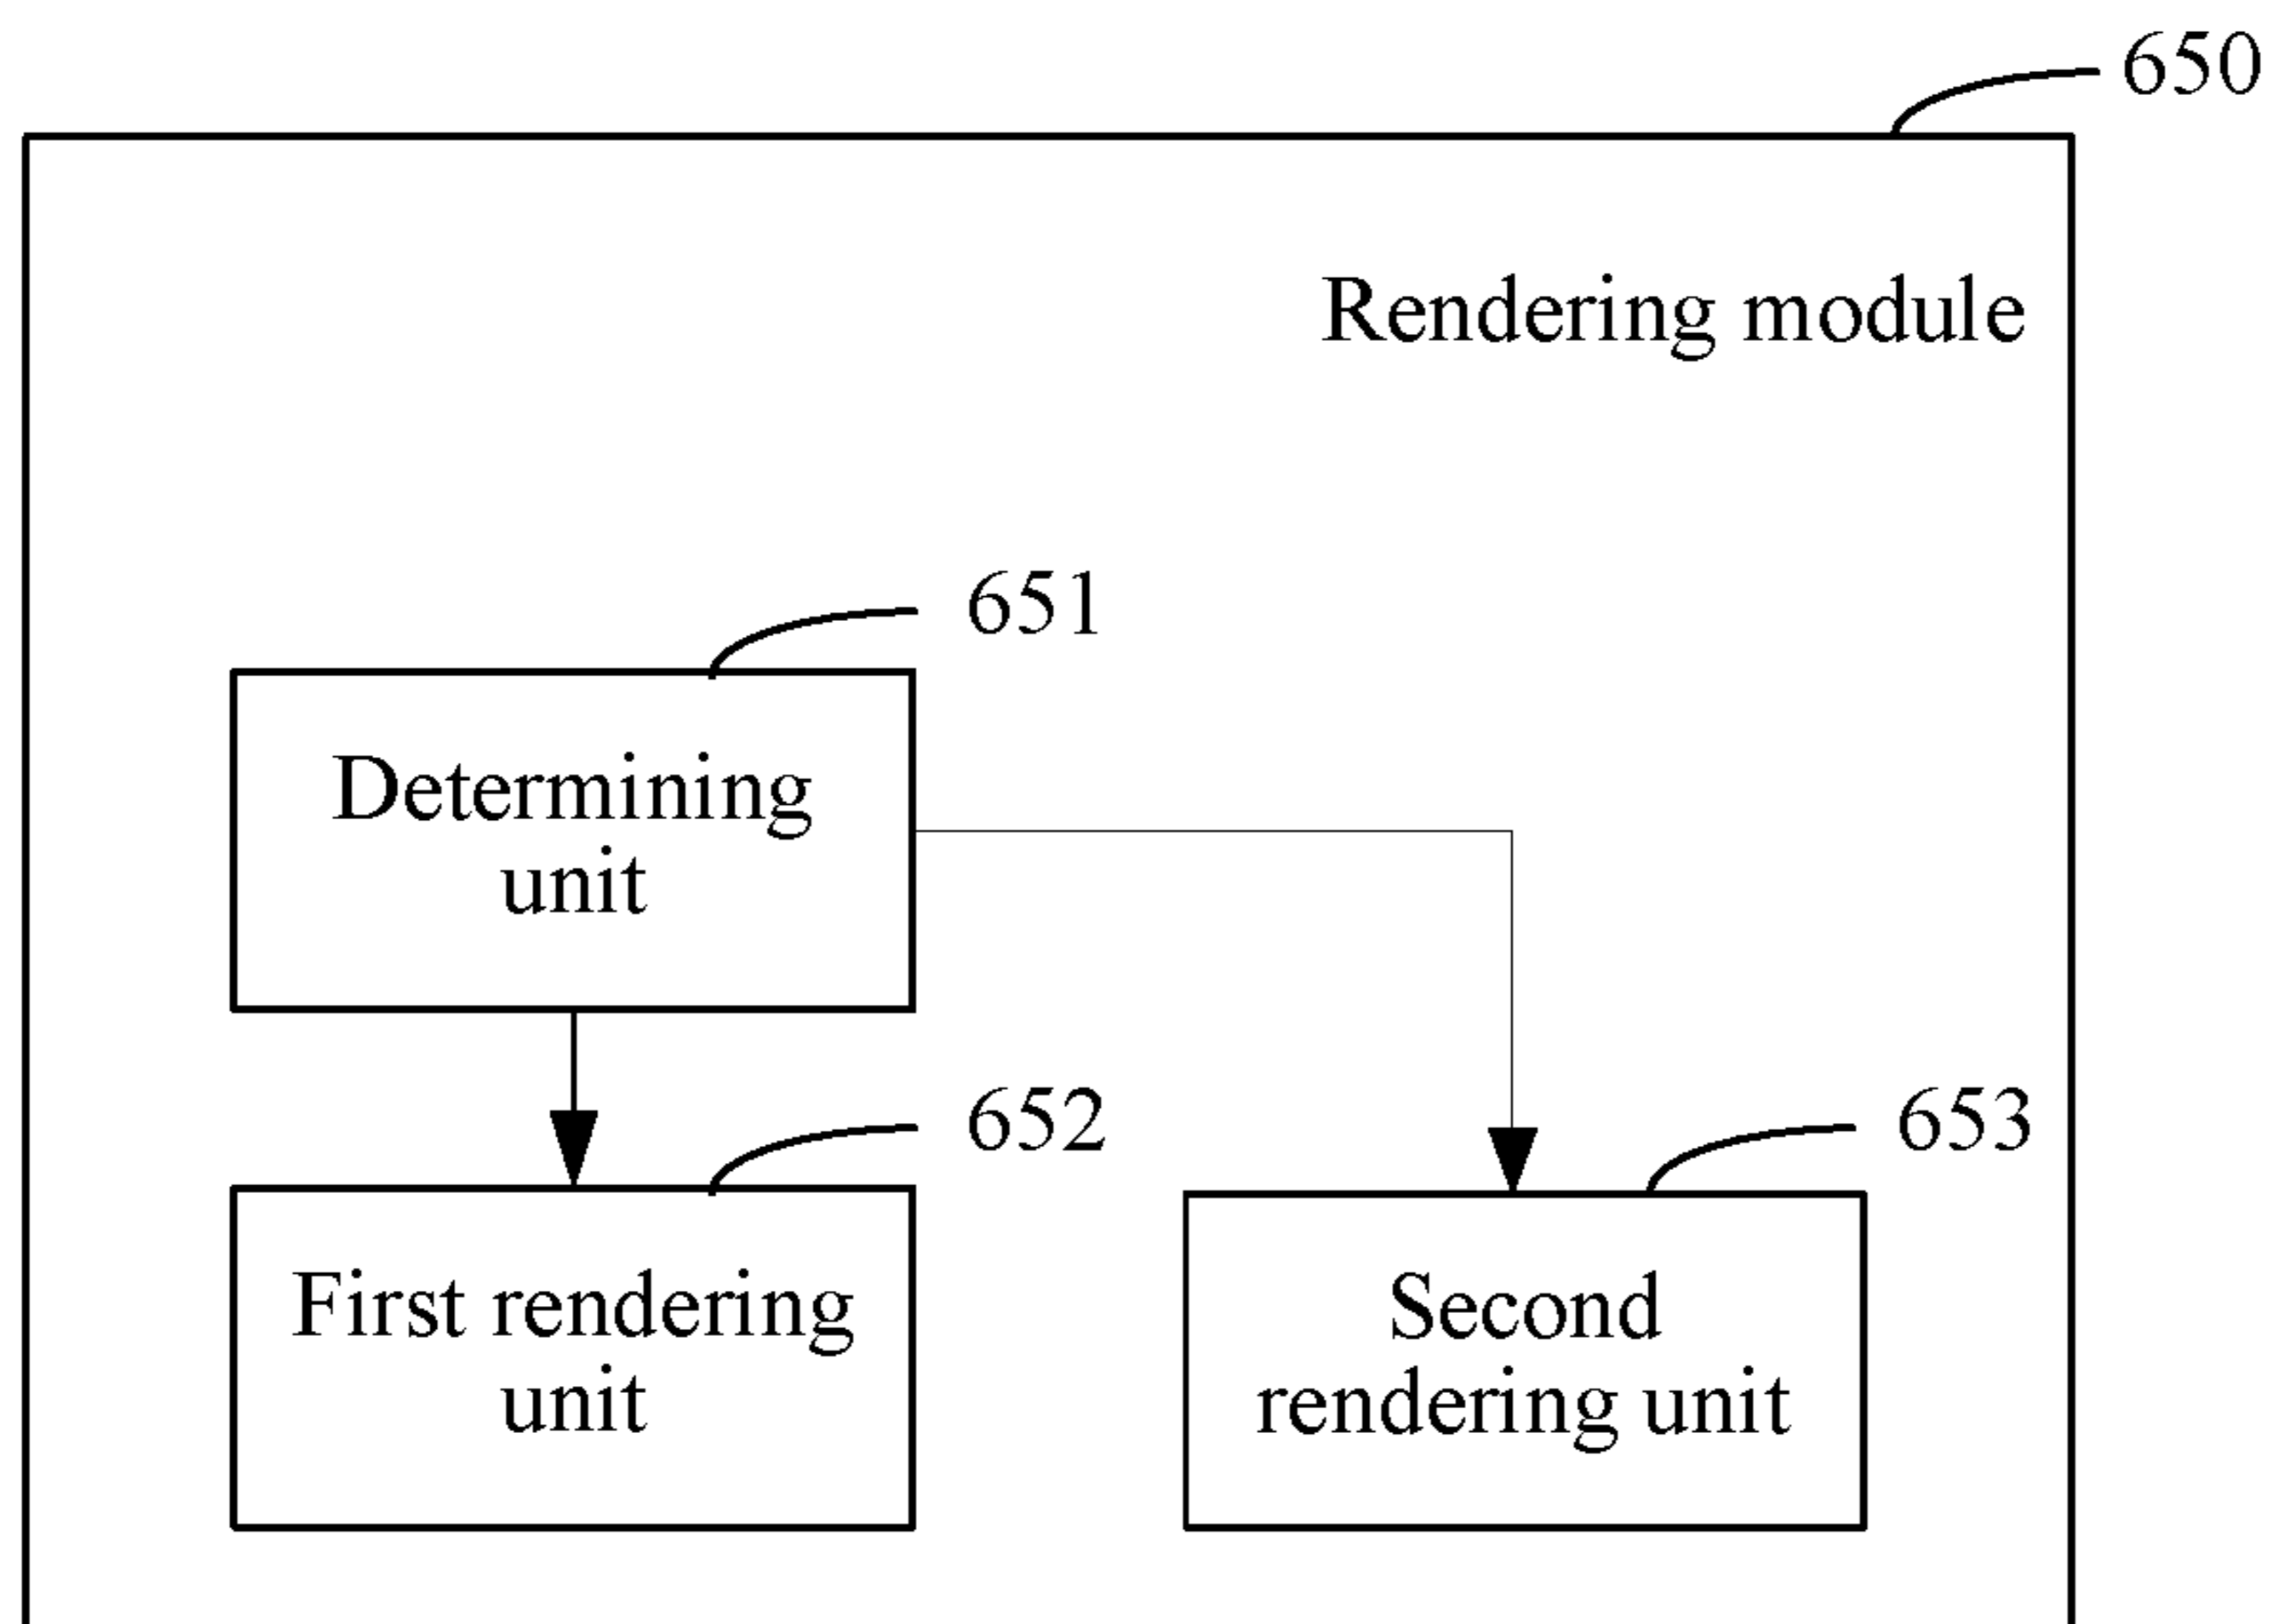 650
Rendering module
651
Determining
unit
652
First rendering
unit
653
Second
rendering unit